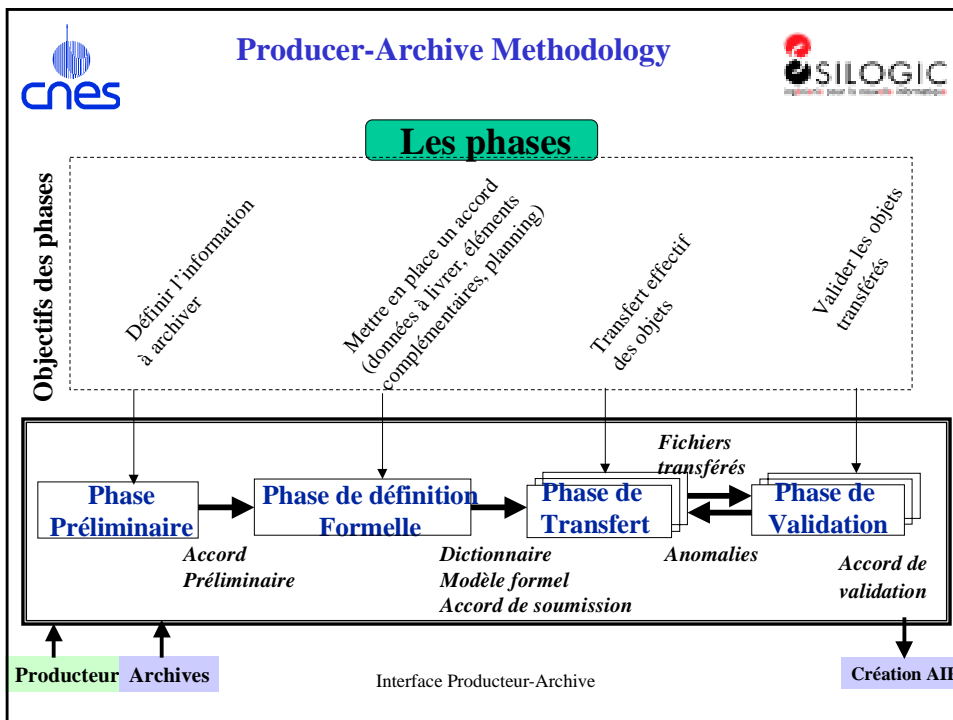 Producer-Archive Methodology
cnes
SILOGIC
Les phases
Objectifs des phases
Définir l'information
à archiver
Mettre en place un accord
(données à livrer, éléments
complémentaires, planning)
Transfert effectif
des objets
Valider les objets
transférés
Fichiers
transférés
Phase
Préliminaire
Phase de définition
Formelle
Phase de
Transfert
Phase de
Validation
Accord
Préliminaire
Dictionnaire
Modèle formel
Accord de soumission
Anomalies
Accord de
validation
Producteur
Archives
Interface Producteur-Archive
Création AIP